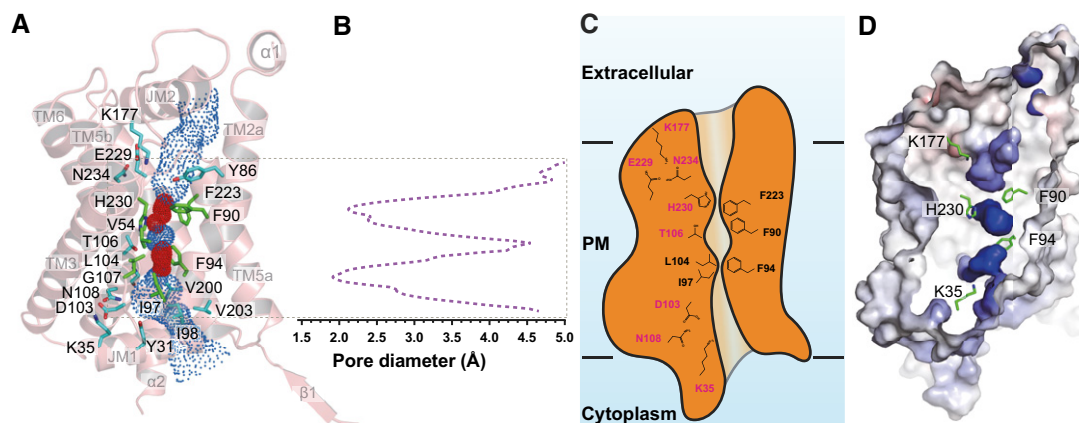 A
α1
JM2
K177
TM6
TM5b
TM2a
E229
N234
Y86
H230
F223
F90
V54
T106
TM3
L104
F94
TM5a
G107
N108
V200
D103
I97
V203
I98
K35
JM1
Y31
α2
β1
B
1.5 2.0 2.5 3.0 3.5 4.0 4.5 5.0
Pore diameter (Å)
C
Extracellular
K177
E229
N234
F223
H230
F90
PM
T106
L104
F94
I97
D103
N108
K35
Cytoplasm
D
K177
F90
H230
F94
K35